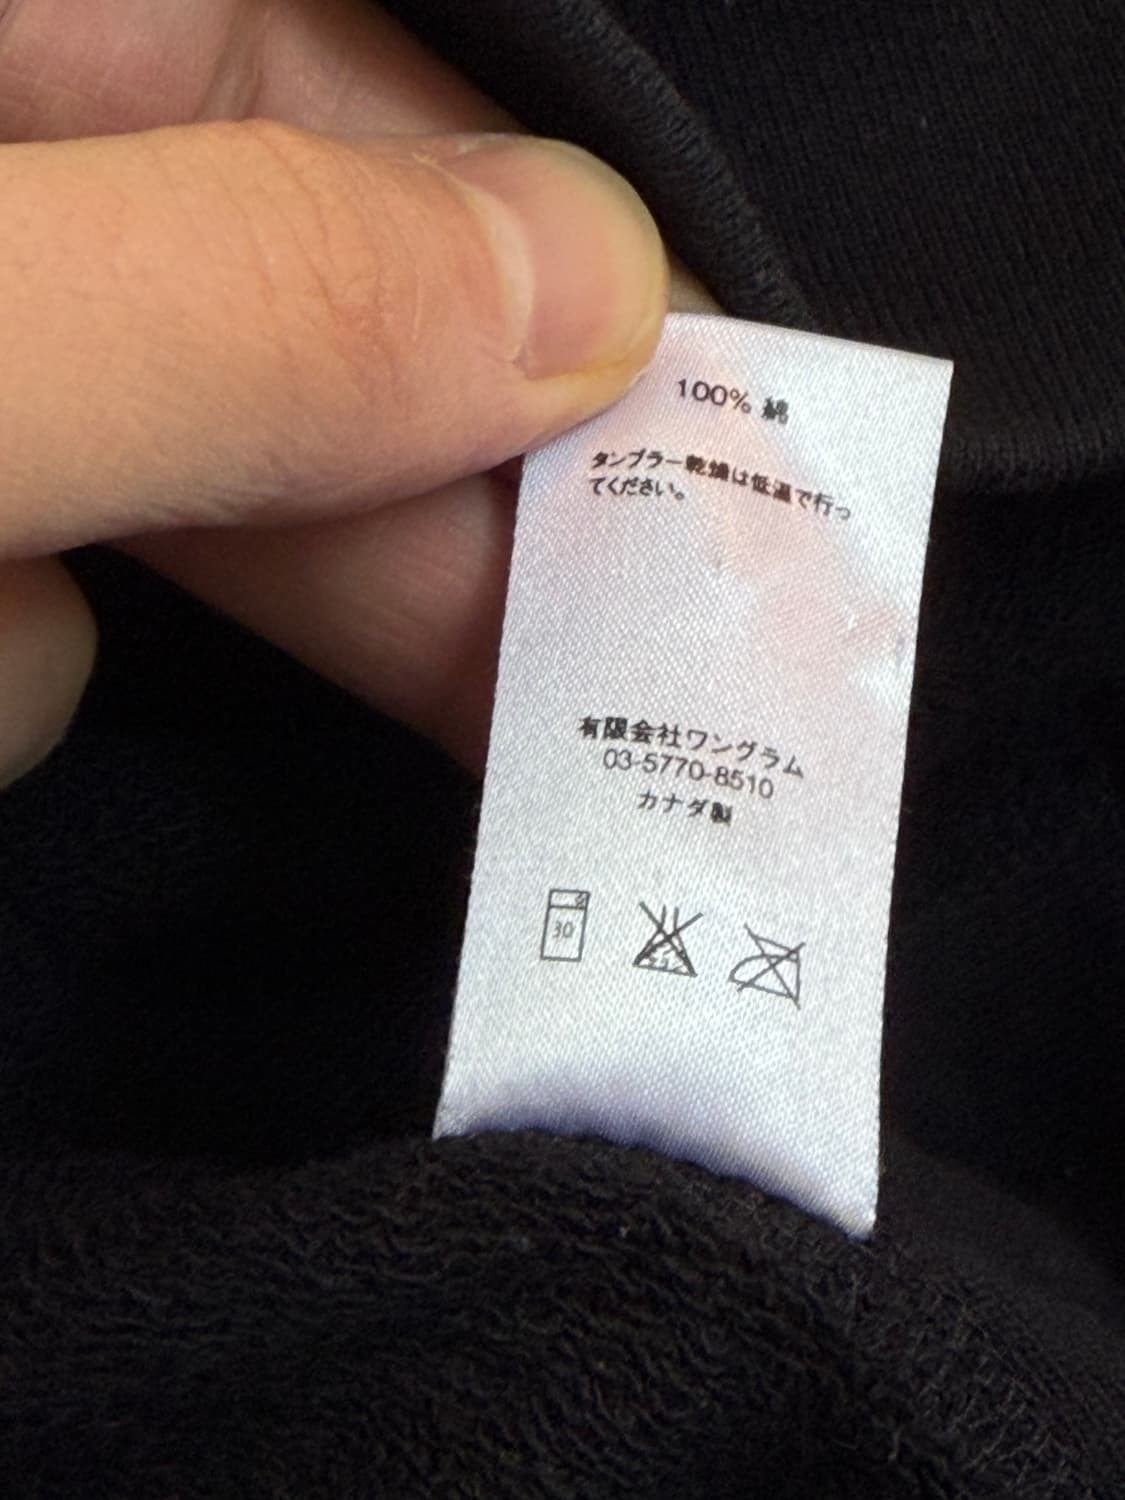 100% 綿
タンブラー乾燥は低温で行っ
てください。
有限会社ワングラム
03-5770-8510
カナダ製
30